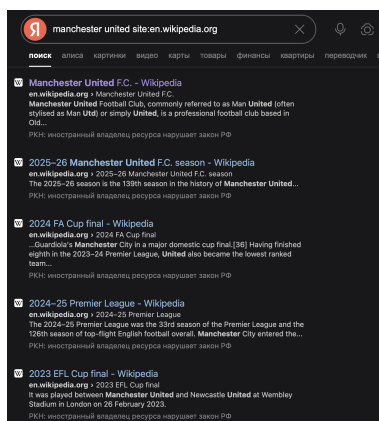 Я manchester united site:en.wikipedia.org
поиск алиса картинки видео карты товары финансы квартиры переводчик
W Manchester United F.C. - Wikipedia
en.wikipedia.org › Manchester United F.C.
Manchester United Football Club, commonly referred to as Man United (often
stylised as Man Utd) or simply United, is a professional football club based in
Old...
РКН: иностранный владелец ресурса нарушает закон РФ
W 2025–26 Manchester United F.C. season - Wikipedia
en.wikipedia.org › 2025–26 Manchester United F.C. season
The 2025–26 season is the 139th season in the history of Manchester United...
РКН: иностранный владелец ресурса нарушает закон РФ
W 2024 FA Cup final - Wikipedia
en.wikipedia.org › 2024 FA Cup final
...Guardiola's Manchester City in a major domestic cup final.[36] Having finished
eighth in the 2023–24 Premier League, United also became the lowest ranked
team...
РКН: иностранный владелец ресурса нарушает закон РФ
W 2024–25 Premier League - Wikipedia
en.wikipedia.org › 2024–25 Premier League
The 2024–25 Premier League was the 33rd season of the Premier League and the
126th season of top-flight English football overall. Manchester City entered the...
РКН: иностранный владелец ресурса нарушает закон РФ
W 2023 EFL Cup final - Wikipedia
en.wikipedia.org › 2023 EFL Cup final
It was played between Manchester United and Newcastle United at Wembley
Stadium in London on 26 February 2023.
РКН: иностранный владелец ресурса нарушает закон РФ